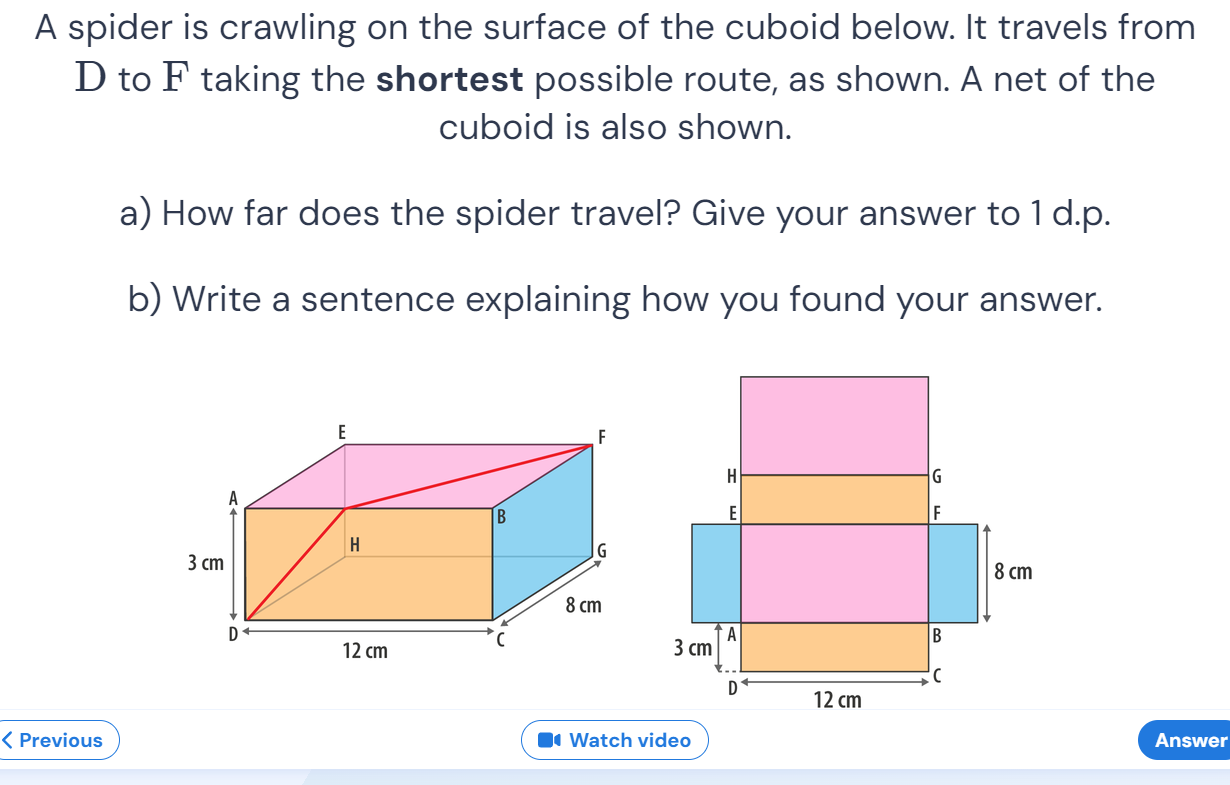 A spider is crawling on the surface of the cuboid below. It travels from
D to F taking the shortest possible route, as shown. A net of the
cuboid is also shown.
a) How far does the spider travel? Give your answer to 1 d.p.
b) Write a sentence explaining how you found your answer.
E
F
A
B
3 cm
H
G
8 cm
D
C
12 cm
H
G
E
F
8 cm
A
B
3 cm
D
C
12 cm
Previous
Watch video
Answer